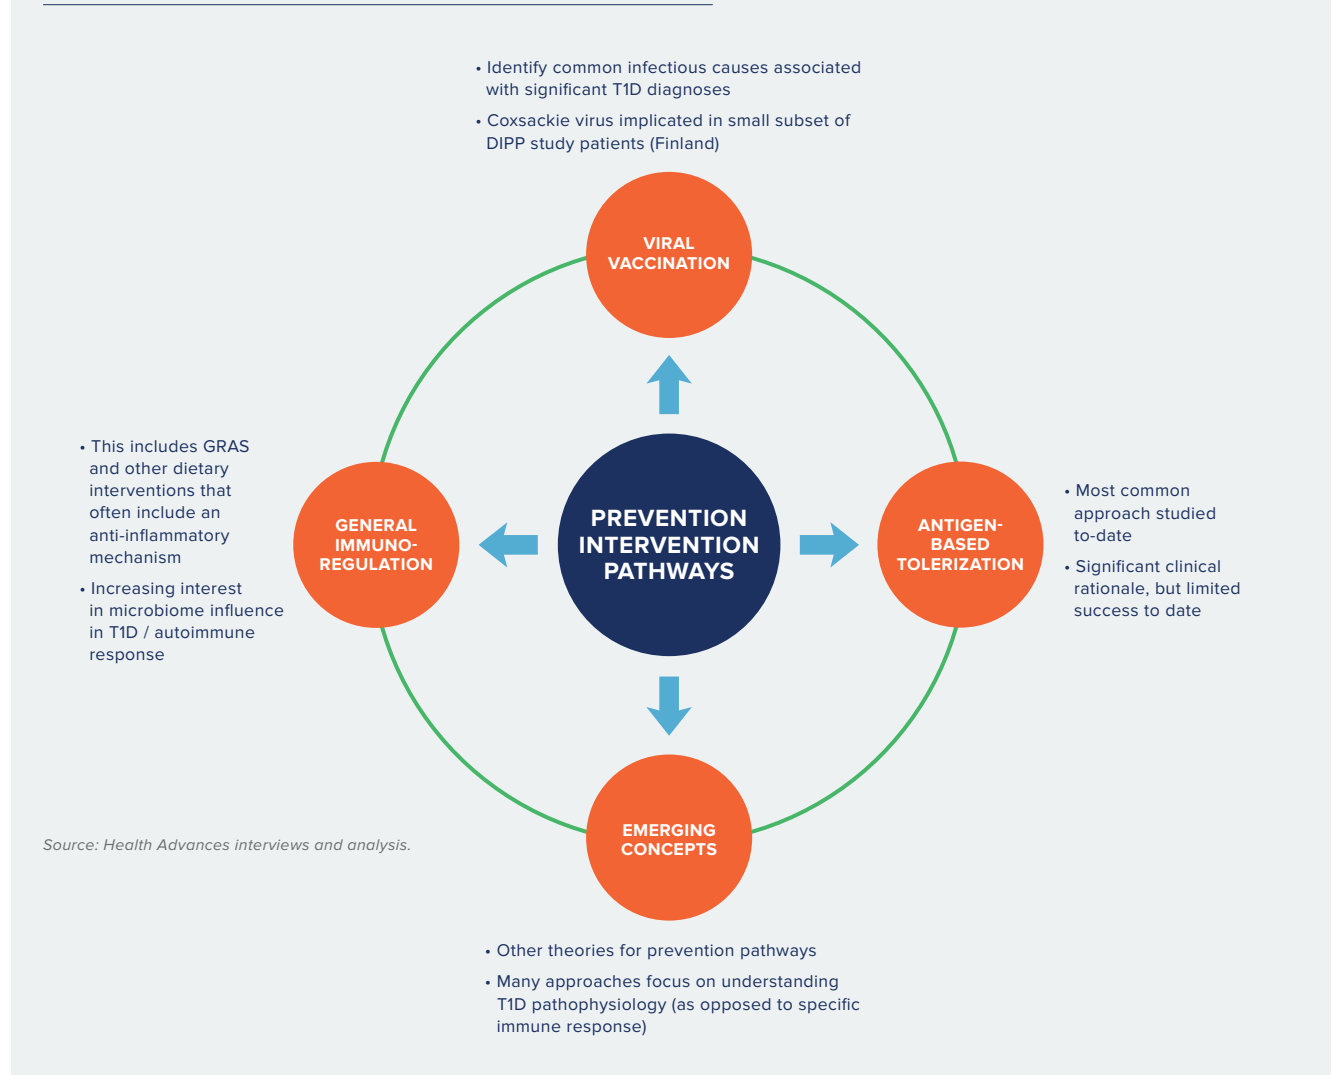 • Identify common infectious causes associated
with significant T1D diagnoses
• Coxsackie virus implicated in small subset of
DIPP study patients (Finland)
VIRAL
VACCINATION
• This includes GRAS
and other dietary
interventions that
often include an
anti-inflammatory
mechanism
• Increasing interest
in microbiome influence
in T1D / autoimmune
response
GENERAL
IMMUNO-
REGULATION
PREVENTION
INTERVENTION
PATHWAYS
ANTIGEN-
BASED
TOLERIZATION
• Most common
approach studied
to-date
• Significant clinical
rationale, but limited
success to date
EMERGING
CONCEPTS
Source: Health Advances interviews and analysis.
• Other theories for prevention pathways
• Many approaches focus on understanding
T1D pathophysiology (as opposed to specific
immune response)